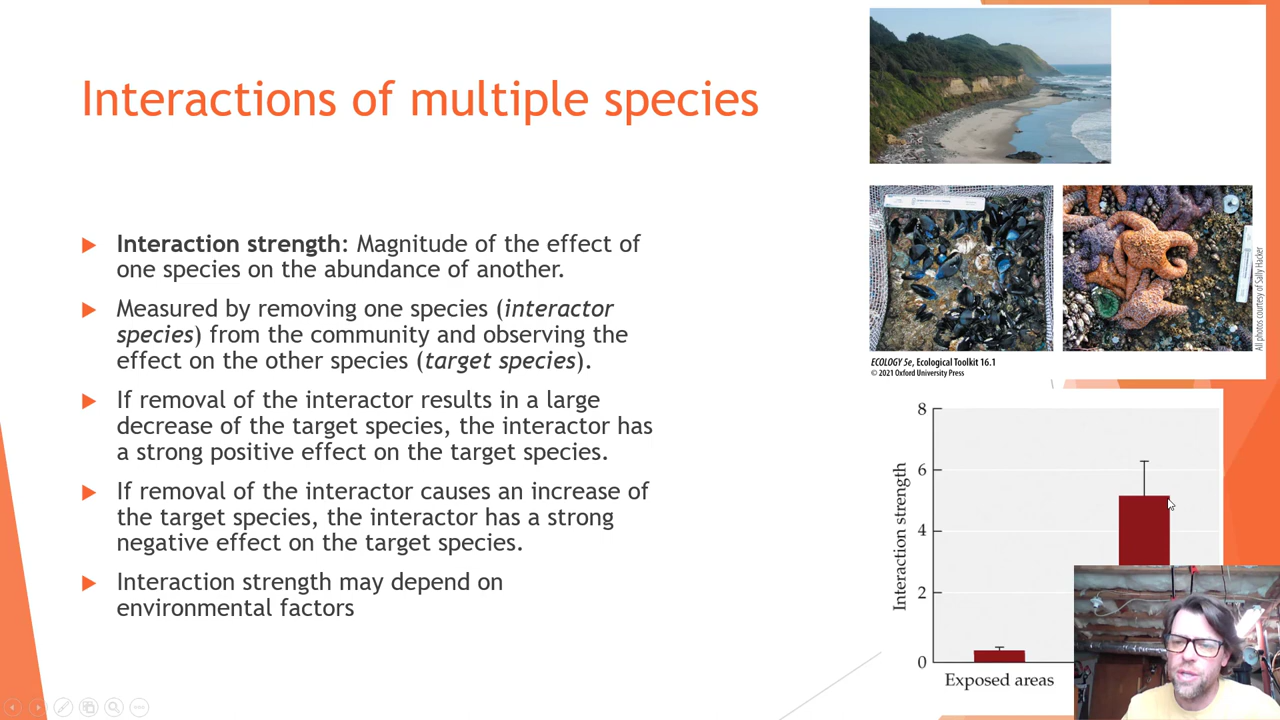 Interactions of multiple species
Interaction strength: Magnitude of the effect of
one species on the abundance of another.
Measured by removing one species (interactor
species) from the community and observing the
effect on the other species (target species).
If removal of the interactor results in a large
decrease of the target species, the interactor has
a strong positive effect on the target species.
If removal of the interactor causes an increase of
the target species, the interactor has a strong
negative effect on the target species.
Interaction strength may depend on
environmental factors
All photos courtesy of Sally Hacker
ECOLOGY 5e, Ecological Toolkit 16.1
© 2021 Oxford University Press
Interaction strength
8
6
4
2
0
Exposed areas